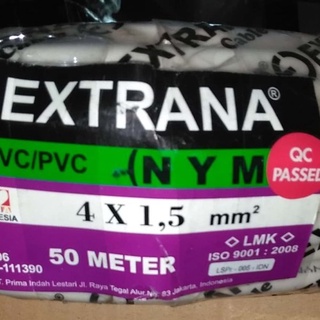 EXTRANA®
VC/PVC (NYM
QC PASSED
4 X 1,5 mm²
ESIA
LMK
ISO 9001 : 2008
06
-111390
50 METER
T. Prima Indah Lestari Jl. Raya Tegal Alur No. 83 Jakarta, Indonesia.